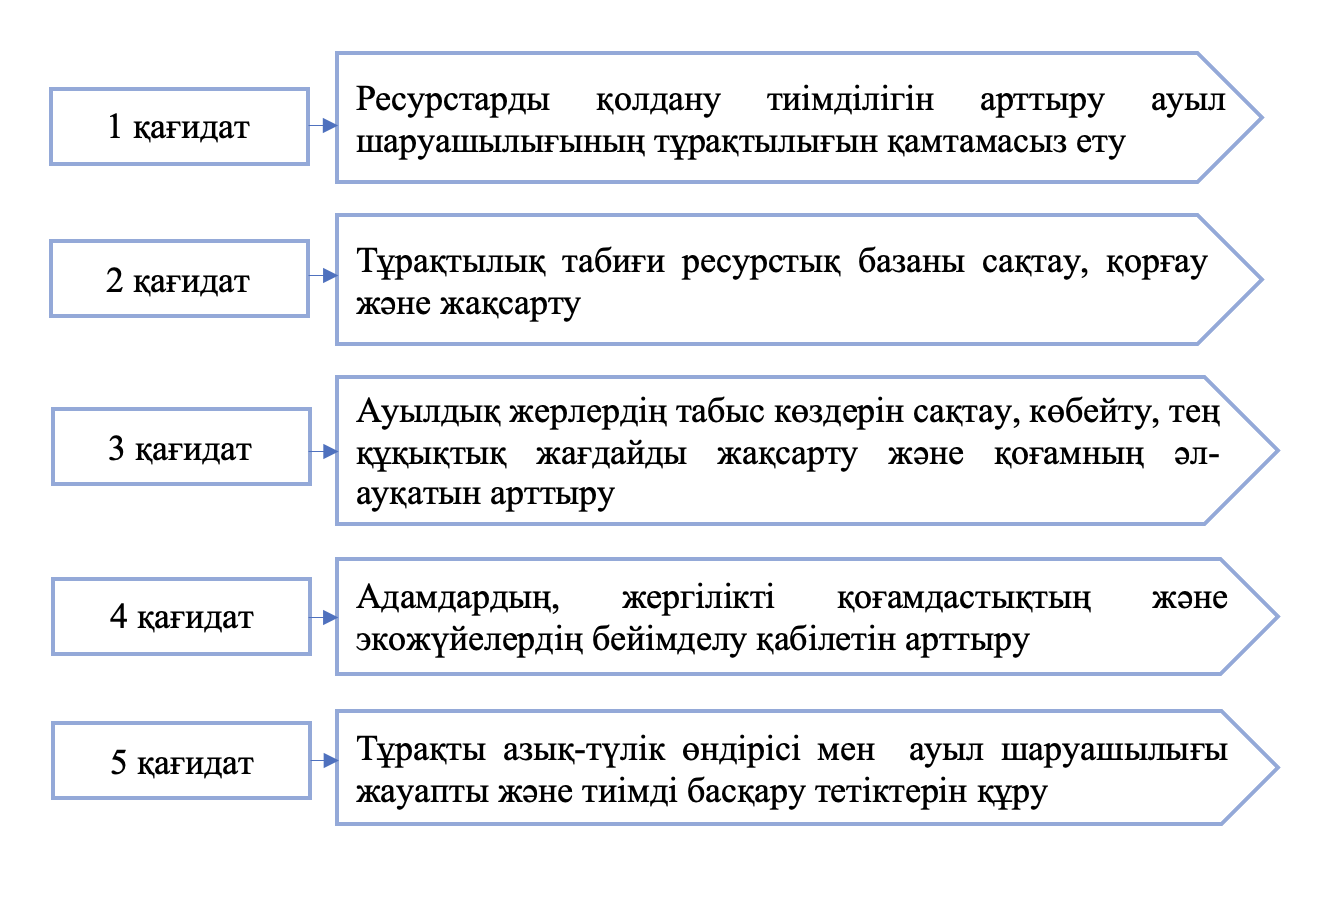 1 қағидат
Ресурстарды қолдану тиімділігін арттыру ауыл
шаруашылығының тұрақтылығын қамтамасыз ету
2 қағидат
Тұрақтылық табиғи ресурстық базаны сақтау, қорғау
және жақсарту
3 қағидат
Ауылдық жерлердің табыс көздерін сақтау, көбейту, тең
құқықтық жағдайды жақсарту және қоғамның әл-
ауқатын арттыру
4 қағидат
Адамдардың, жергілікті қоғамдастықтың және
экожүйелердің бейімделу қабілетін арттыру
5 қағидат
Тұрақты азық-түлік өндірісі мен ауыл шаруашылығы
жауапты және тиімді басқару тетіктерін құру